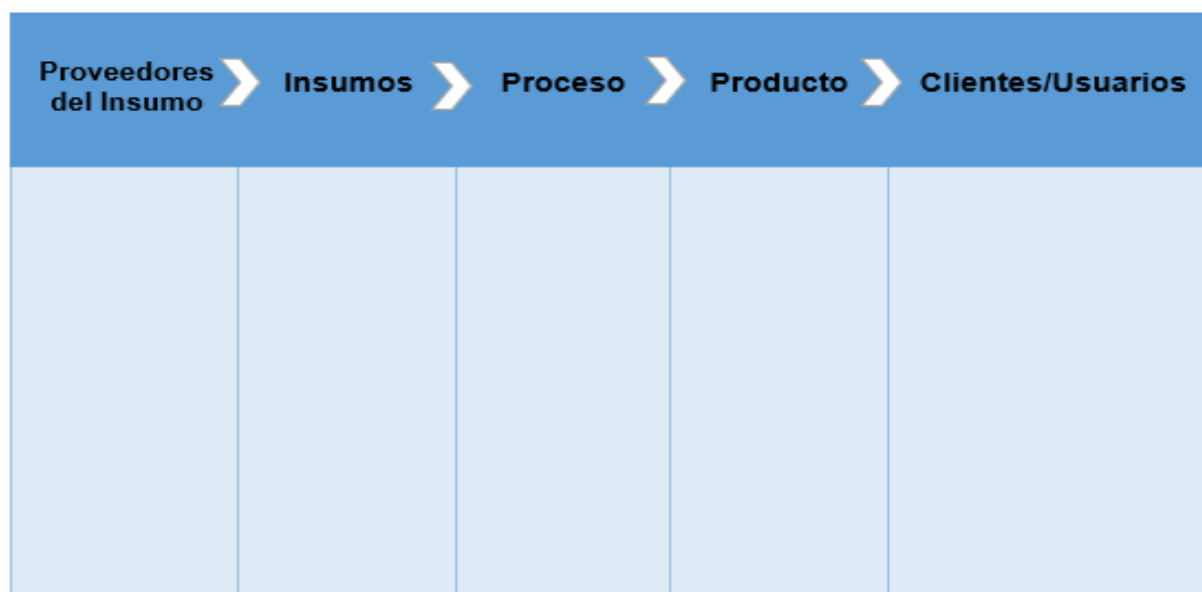 Proveedores
del Insumo
Insumos
Proceso
Producto
Clientes/Usuarios